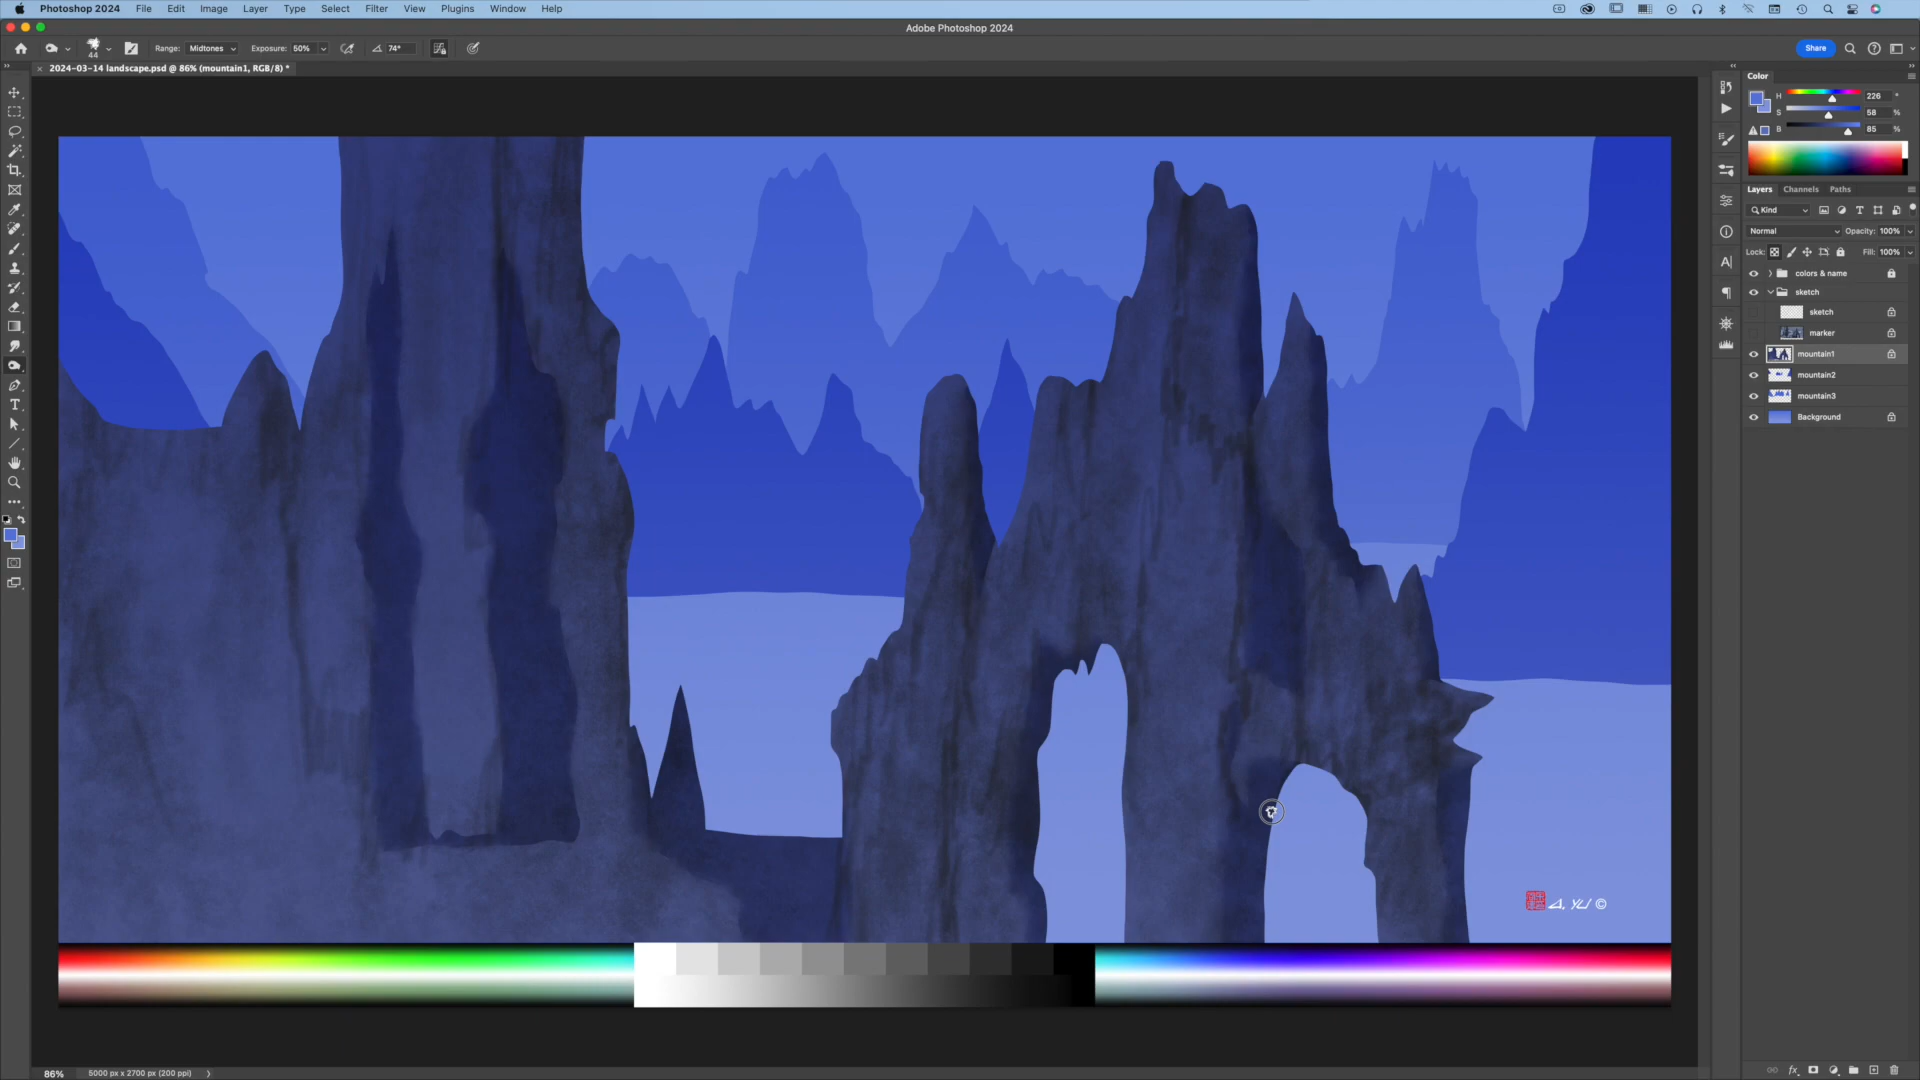 Photoshop 2024 File Edit Image Layer Type Select Filter View Plugins Window Help
Adobe Photoshop 2024
44 Range: Midtones Exposure: 50% 74° Share
2024-03-14 landscape.psd @ 86% (mountain1, RGB/8) *
Color
H 226 °
S 58 %
B 85 %
Layers Channels Paths
Kind
Normal Opacity: 100%
Lock: Fill: 100%
colors & name
sketch
sketch
marker
mountain1
mountain2
mountain3
Background
A. YU ©
86% 5000 px x 2700 px (200 ppi)